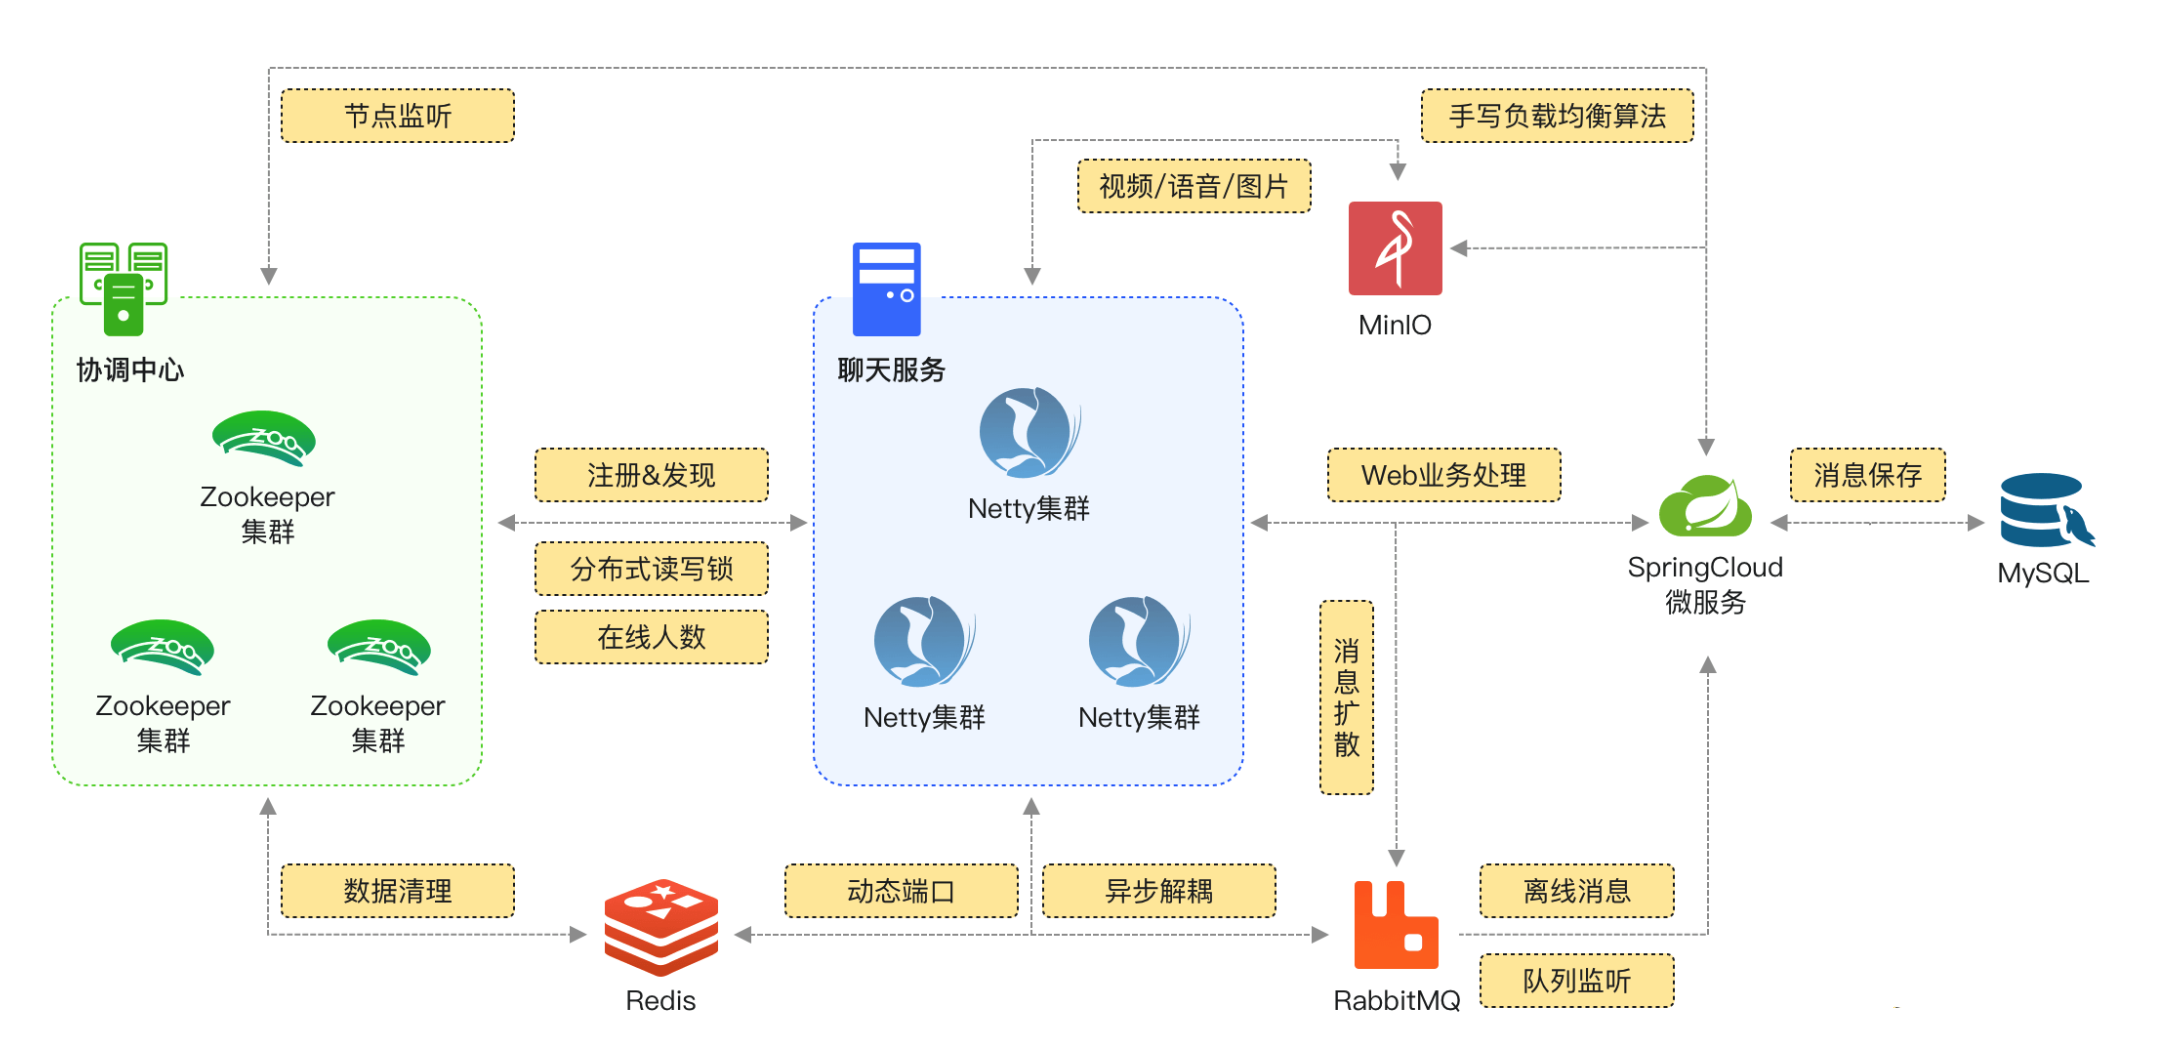 节点监听
手写负载均衡算法
视频/语音/图片
MinIO
协调中心
聊天服务
ZOO
Zookeeper
集群
Netty集群
注册&发现
Web业务处理
消息保存
SpringCloud
微服务
MySQL
分布式读写锁
在线人数
ZOO
Zookeeper
集群
ZOO
Zookeeper
集群
Netty集群
Netty集群
消
息
扩
散
数据清理
动态端口
异步解耦
离线消息
队列监听
Redis
RabbitMQ